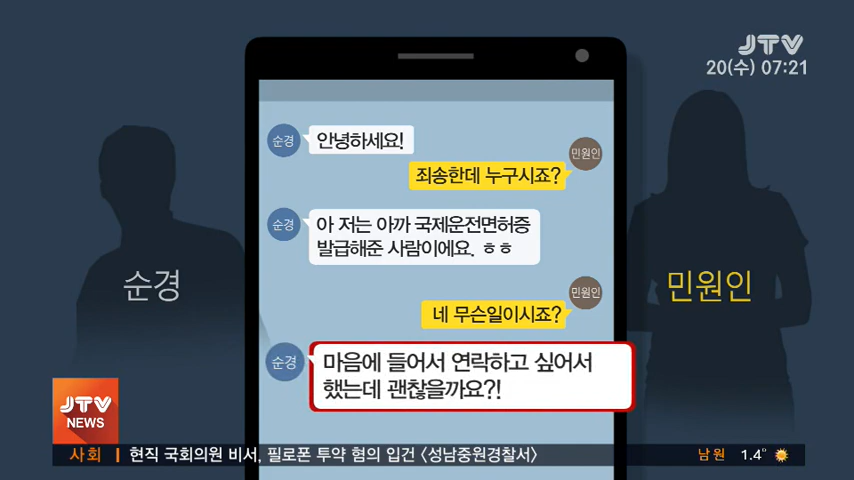 JTV
20(수) 07:21
순경
안녕하세요!
민원인
죄송한데 누구시죠?
순경
아 저는 아까 국제운전면허증
발급해준 사람이에요. ㅎㅎ
순경
민원인
민원인
네 무슨일이시죠?
순경
마음에 들어서 연락하고 싶어서
했는데 괜찮을까요?!
JTV
NEWS
사회 현직 국회의원 비서, 필로폰 투약 혐의 입건 <성남중원경찰서> 남원 1.4°